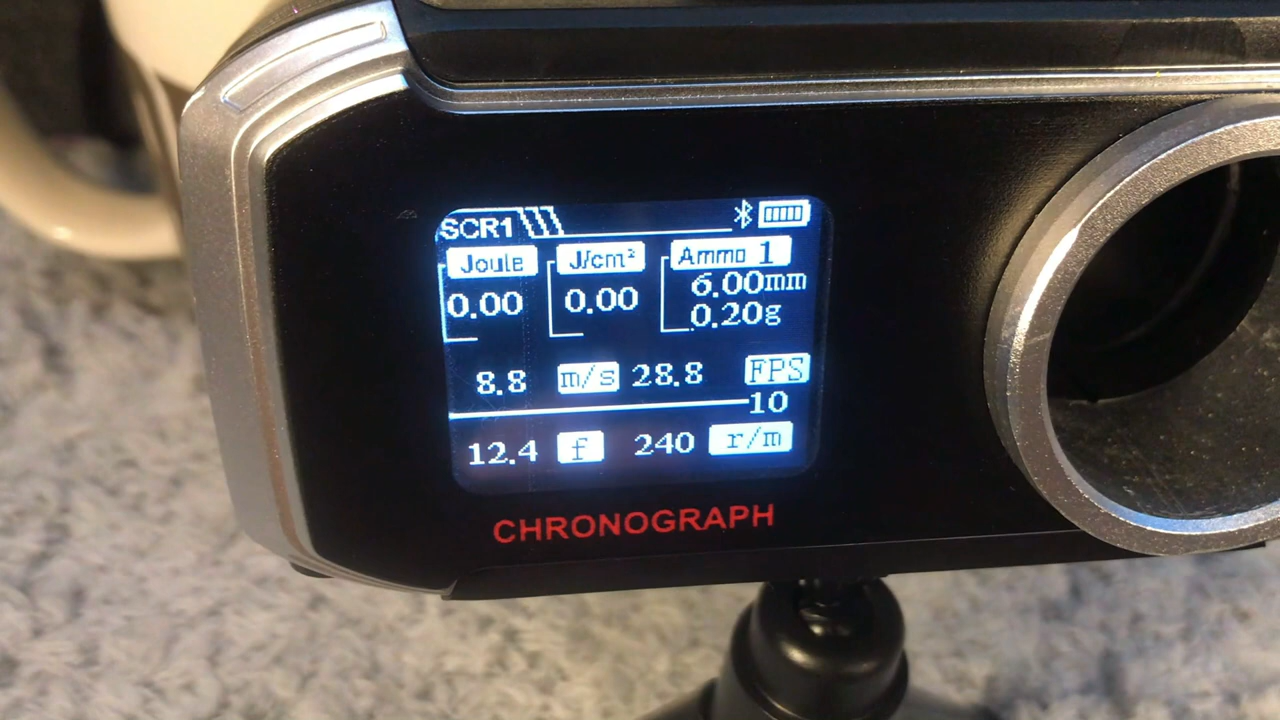 SCR1
Joule J/cm² Ammo 1
0.00 0.00 6.00mm
0.20g
8.8 m/s 28.8 FPS
10
12.4 f 240 r/m
CHRONOGRAPH